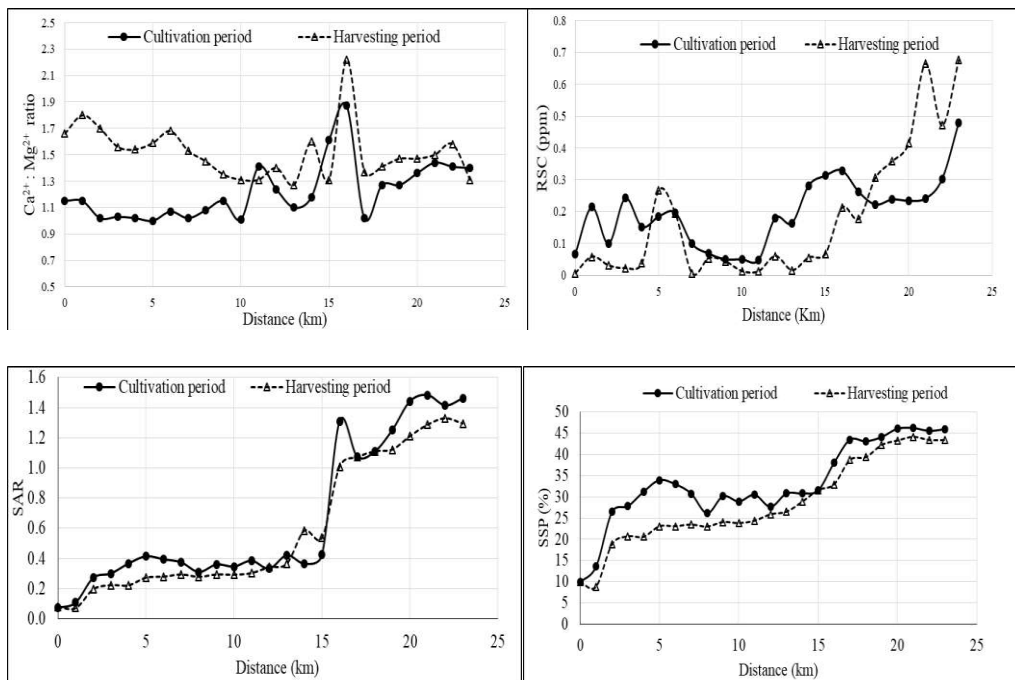 2.5
2.3
2.1
1.9
1.7
1.5
1.3
1.1
0.9
0.7
0.5
Ca²⁺ : Mg²⁺ ratio
Cultivation period
Harvesting period
0 5 10 15 20 25
Distance (km)
0.8
0.7
0.6
0.5
0.4
0.3
0.2
0.1
0
RSC (ppm)
Cultivation period
Harvesting period
0 5 10 15 20 25
Distance (Km)
1.6
1.4
1.2
1.0
0.8
0.6
0.4
0.2
0.0
SAR
Cultivation period
Harvesting period
0 5 10 15 20 25
Distance (km)
50
45
40
35
30
25
20
15
10
5
0
SSP (%)
Cultivation period
Harvesting period
0 5 10 15 20 25
Distance (km)